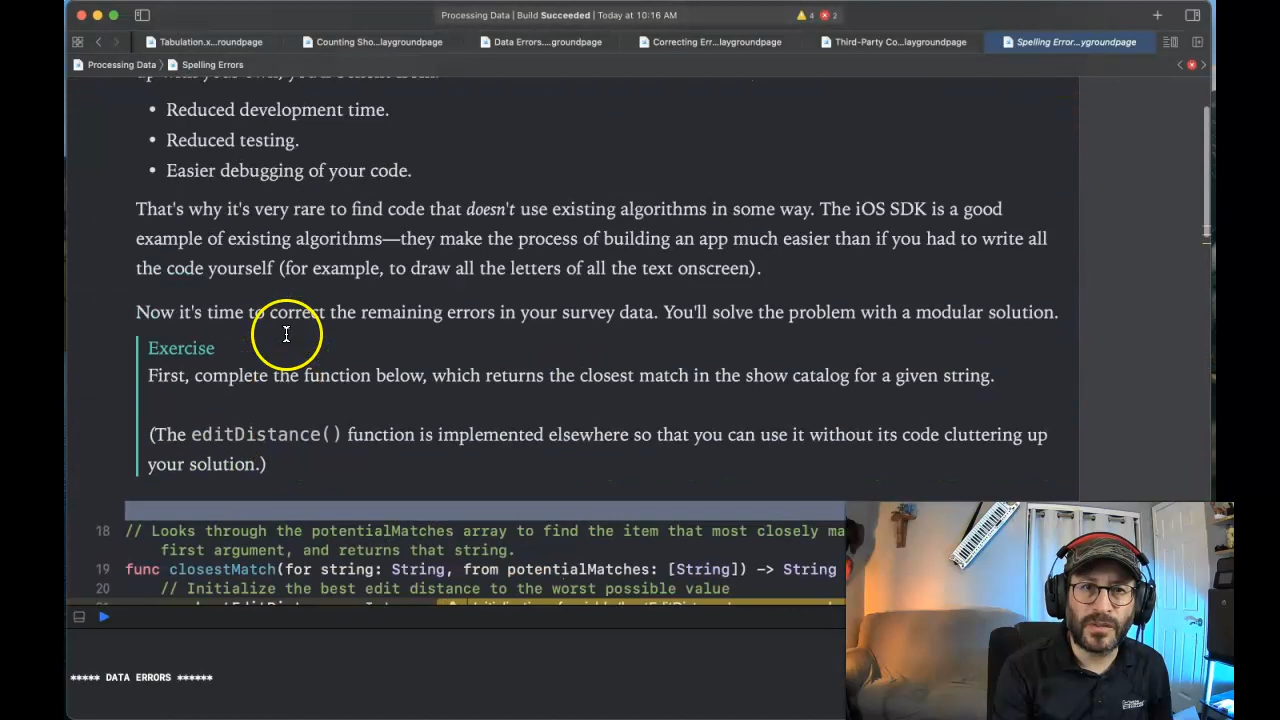 Processing Data | Build Succeeded | Today at 10:16 AM
4
2
Tabulation.x...roundpage
Counting Sho...laygroundpage
Data Errors....groundpage
Correcting Err...laygroundpage
Third-Party Co...laygroundpage
Spelling Error...ygroundpage
Processing Data
Spelling Errors
• Reduced development time.
• Reduced testing.
• Easier debugging of your code.
That's why it's very rare to find code that doesn't use existing algorithms in some way. The iOS SDK is a good
example of existing algorithms—they make the process of building an app much easier than if you had to write all
the code yourself (for example, to draw all the letters of all the text onscreen).
Now it's time to correct the remaining errors in your survey data. You'll solve the problem with a modular solution.
Exercise
First, complete the function below, which returns the closest match in the show catalog for a given string.
(The editDistance() function is implemented elsewhere so that you can use it without its code cluttering up
your solution.)
18 // Looks through the potentialMatches array to find the item that most closely ma
first argument, and returns that string.
19 func closestMatch(for string: String, from potentialMatches: [String]) -> String
20 // Initialize the best edit distance to the worst possible value
***** DATA ERRORS ******